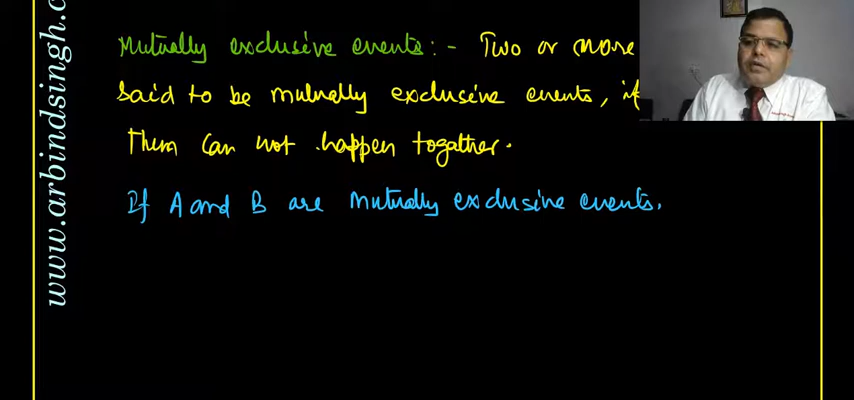 www.arbindsingh.c
Mutually exclusive events:- Two or more
said to be mutually exclusive events, if
Them can not happen togather.
If A and B are mutually exclusive events.